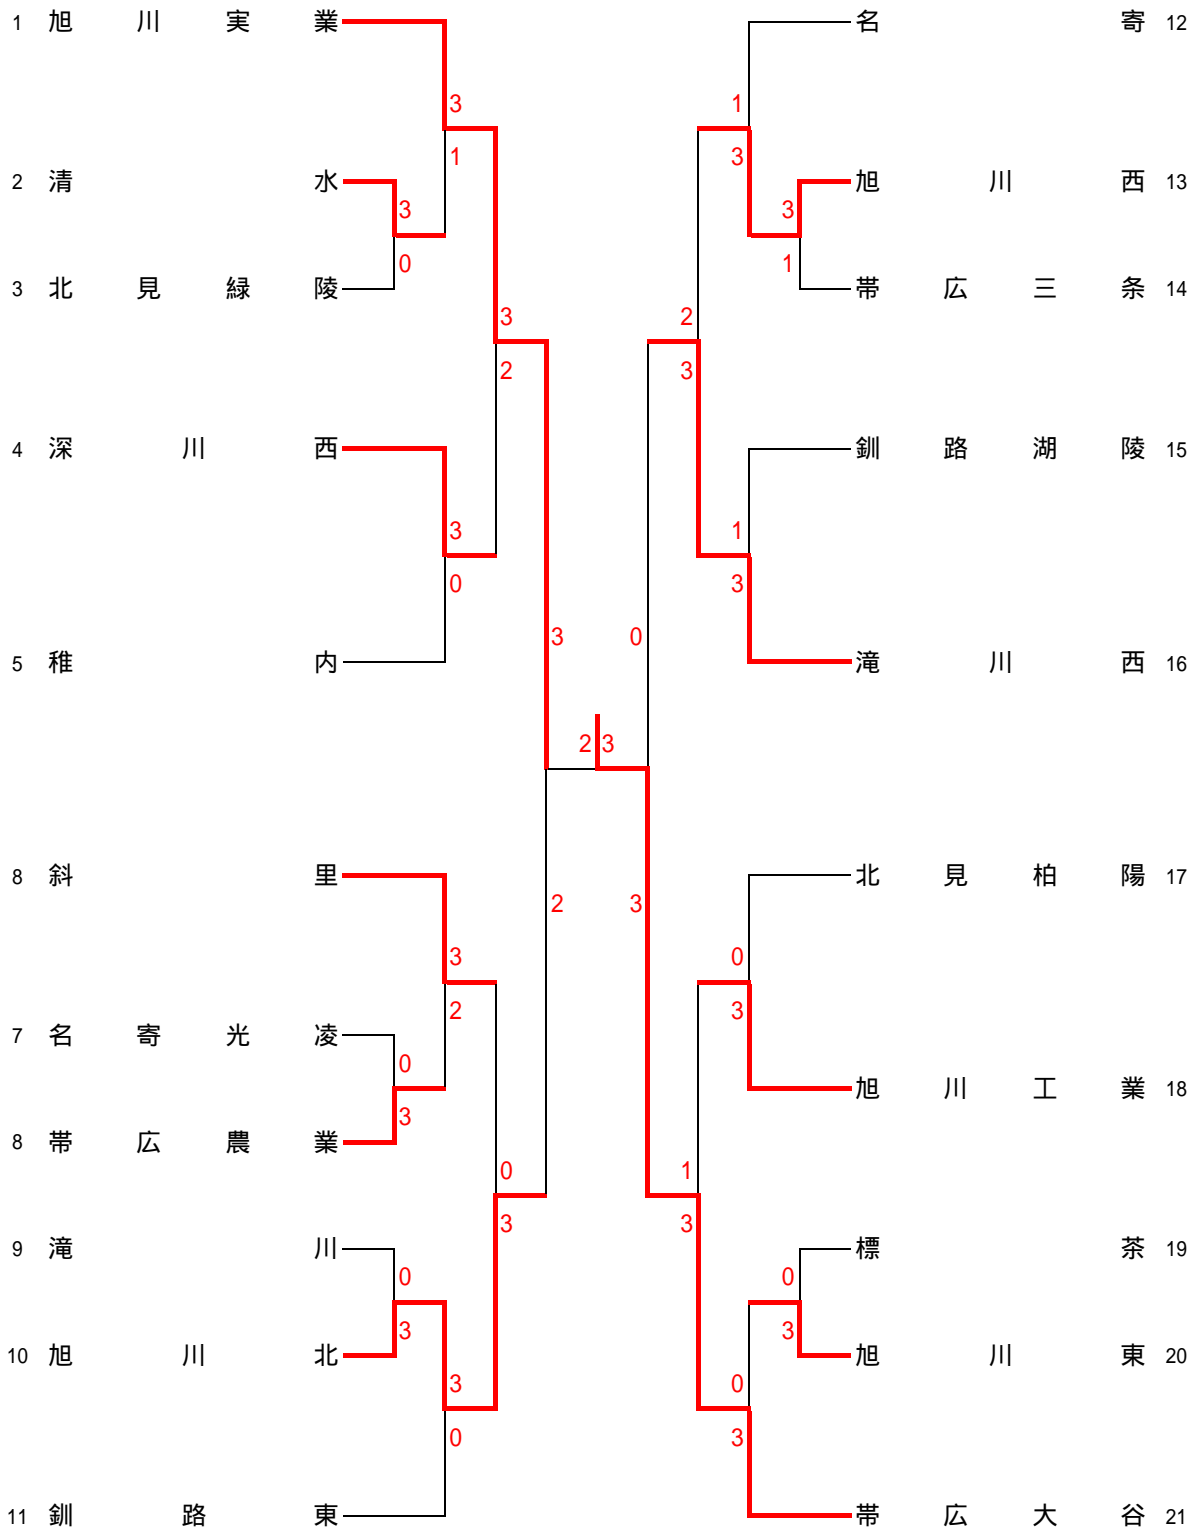 1 旭川実業 名寄 12
3 1
1 3
2 清水 旭川西 13
3 3
0 1
3 北見緑陵 帯広三条 14
3 2
2 3
4 深川西 釧路湖陵 15
3 1
0 3
3 0
5 稚内 滝川西 16
2 3
8 斜里 北見柏陽 17
2 3
3 0
2 3
7 名寄光凌
0
旭川工業 18
3
8 帯広農業
0 1
3 3
9 滝川 標茶 19
0 0
3 3
10 旭川北 旭川東 20
3 0
0 3
11 釧路東 帯広大谷 21